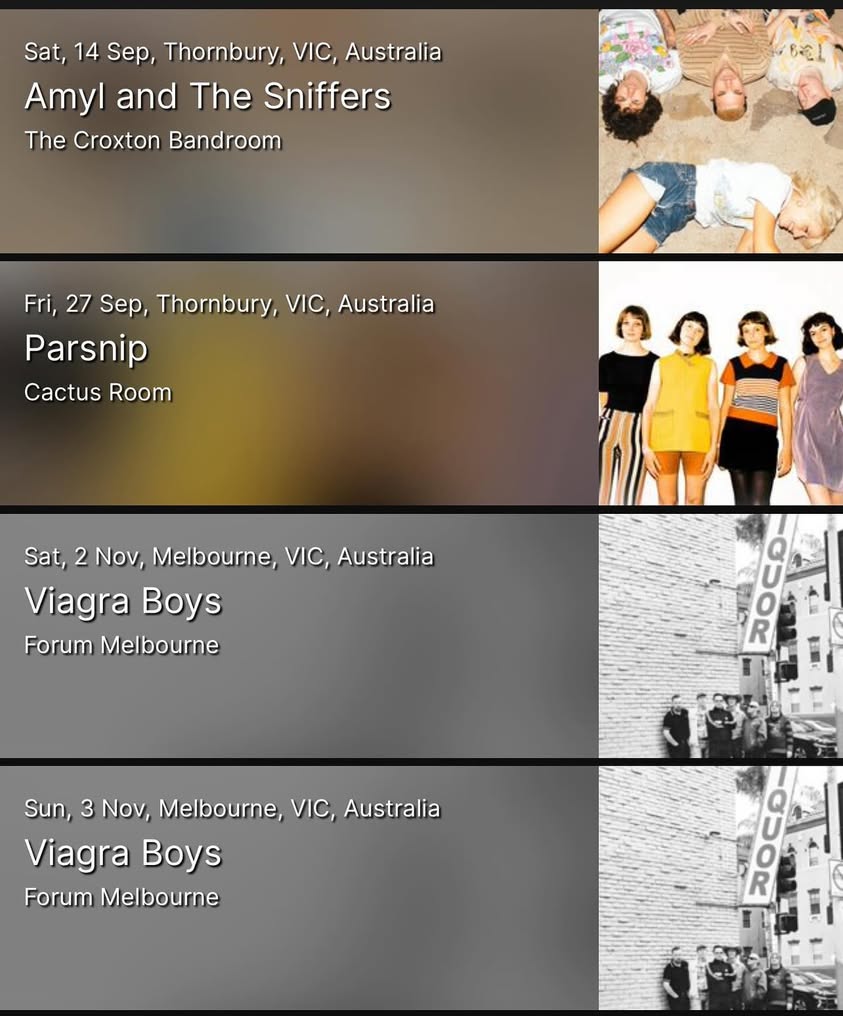 Sat, 14 Sep, Thornbury, VIC, Australia
Amyl and The Sniffers
The Croxton Bandroom
Fri, 27 Sep, Thornbury, VIC, Australia
Parsnip
Cactus Room
Sat, 2 Nov, Melbourne, VIC, Australia
Viagra Boys
Forum Melbourne
IQUOR
Sun, 3 Nov, Melbourne, VIC, Australia
Viagra Boys
Forum Melbourne
IQUOR